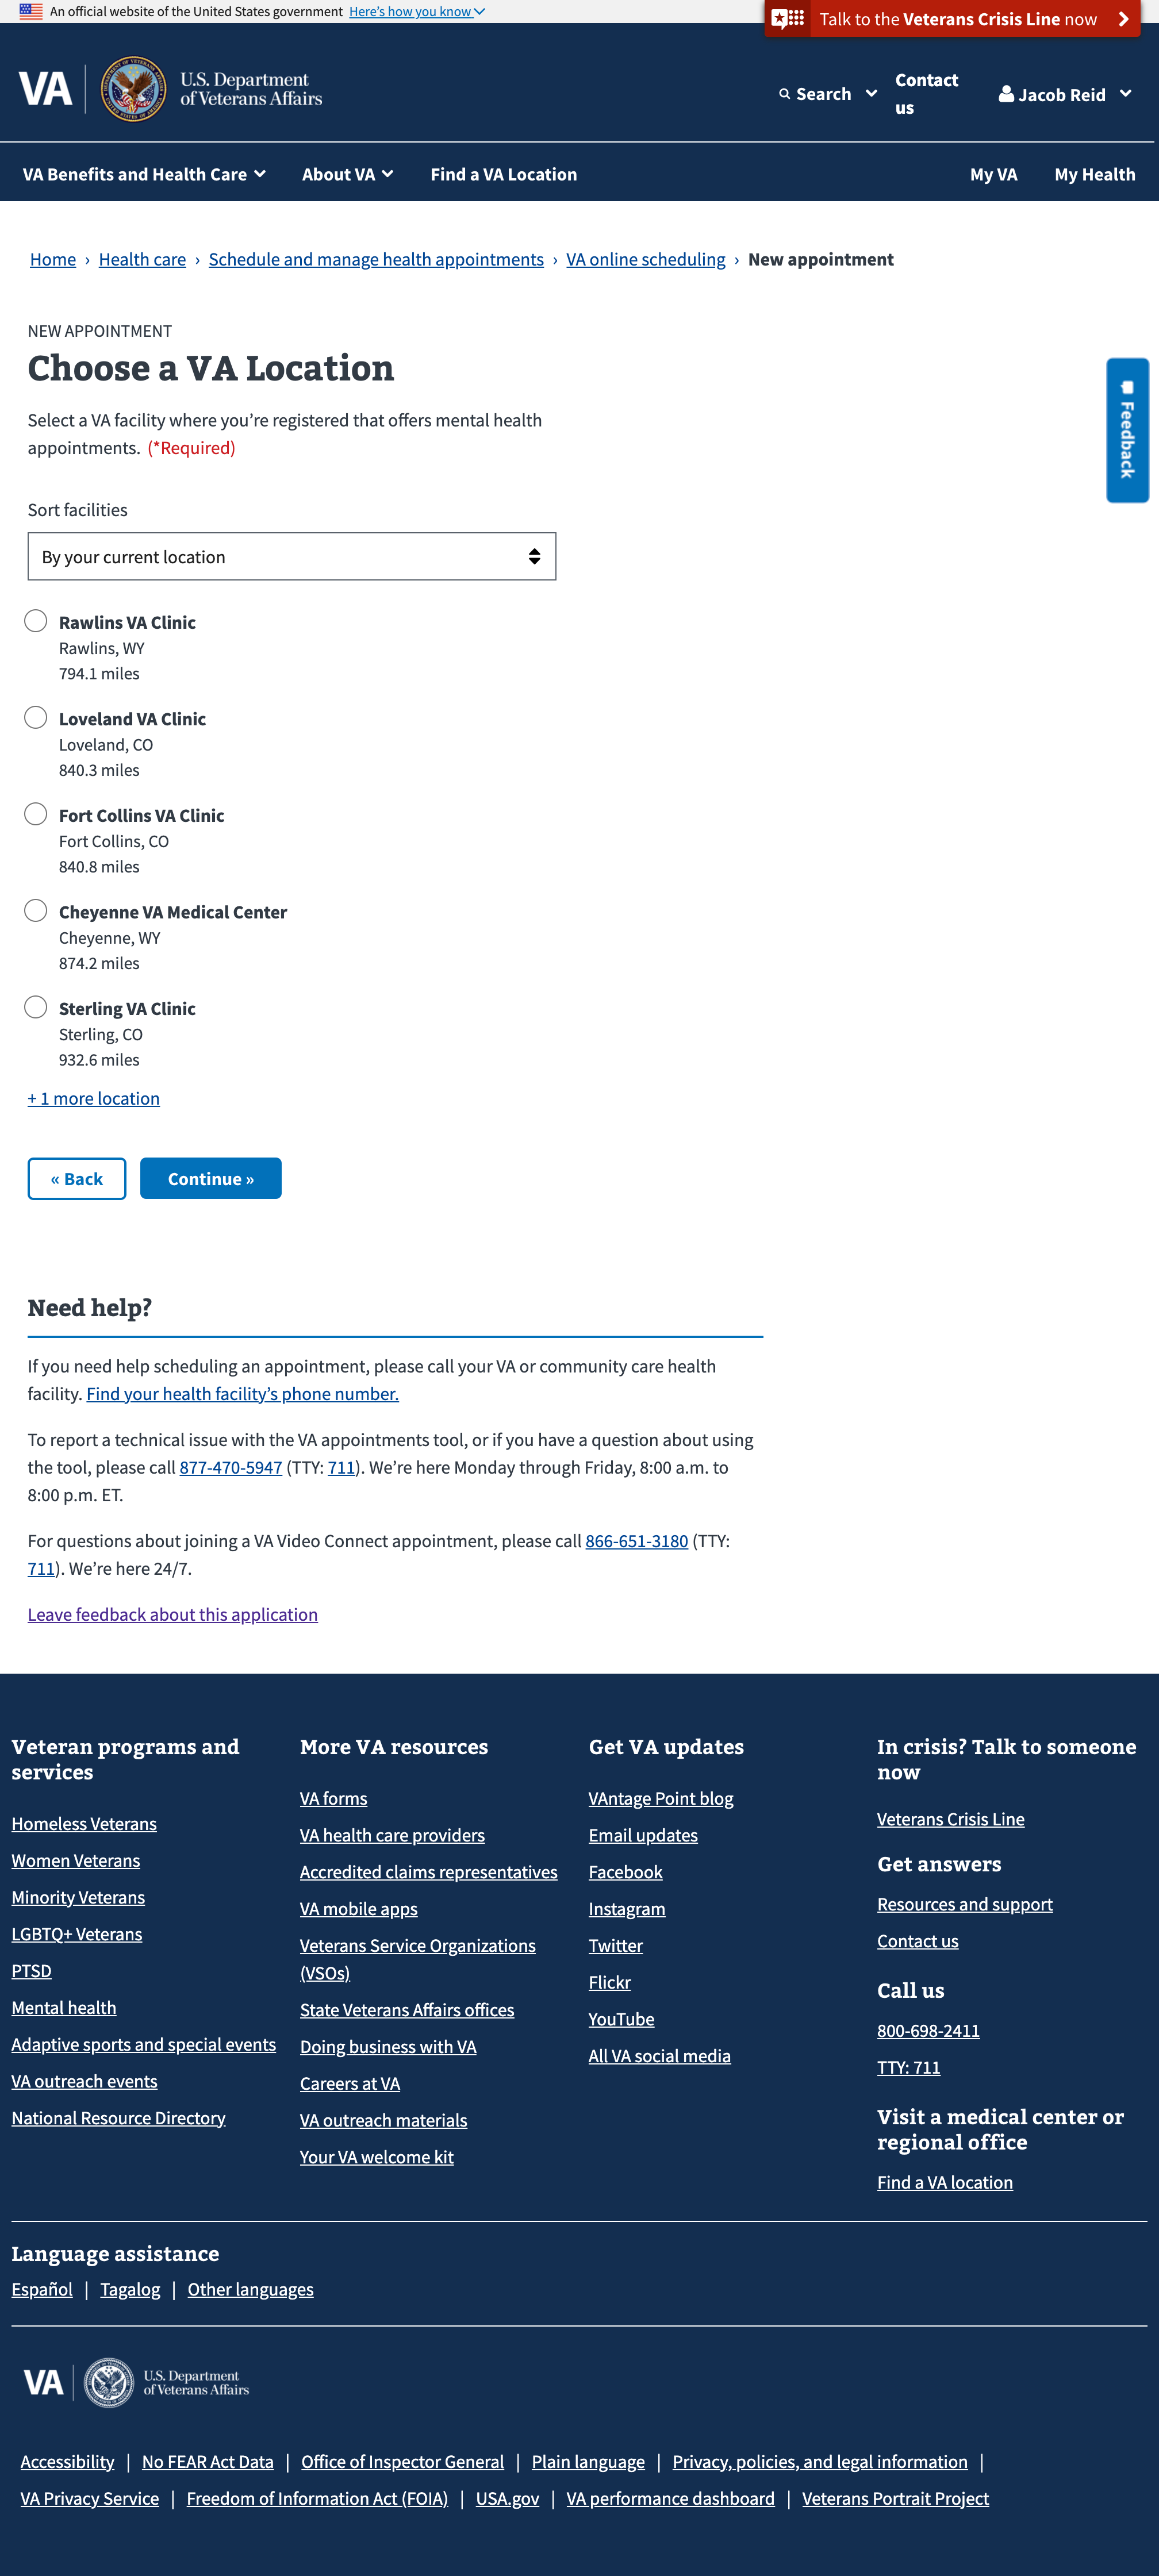 An official website of the United States government Here's how you know
Talk to the Veterans Crisis Line now
VA U.S. Department
of Veterans Affairs
Search
Contact
us
Jacob Reid
VA Benefits and Health Care About VA Find a VA Location My VA My Health
Home › Health care › Schedule and manage health appointments › VA online scheduling › New appointment
NEW APPOINTMENT
Choose a VA Location
Select a VA facility where you’re registered that offers mental health
appointments. (*Required)
Feedback
Sort facilities
By your current location
Rawlins VA Clinic
Rawlins, WY
794.1 miles
Loveland VA Clinic
Loveland, CO
840.3 miles
Fort Collins VA Clinic
Fort Collins, CO
840.8 miles
Cheyenne VA Medical Center
Cheyenne, WY
874.2 miles
Sterling VA Clinic
Sterling, CO
932.6 miles
+ 1 more location
« Back Continue »
Need help?
If you need help scheduling an appointment, please call your VA or community care health
facility. Find your health facility’s phone number.
To report a technical issue with the VA appointments tool, or if you have a question about using
the tool, please call 877-470-5947 (TTY: 711). We’re here Monday through Friday, 8:00 a.m. to
8:00 p.m. ET.
For questions about joining a VA Video Connect appointment, please call 866-651-3180 (TTY:
711). We’re here 24/7.
Leave feedback about this application
Veteran programs and
services
Homeless Veterans
Women Veterans
Minority Veterans
LGBTQ+ Veterans
PTSD
Mental health
Adaptive sports and special events
VA outreach events
National Resource Directory
More VA resources
VA forms
VA health care providers
Accredited claims representatives
VA mobile apps
Veterans Service Organizations
(VSOs)
State Veterans Affairs offices
Doing business with VA
Careers at VA
VA outreach materials
Your VA welcome kit
Get VA updates
VAntage Point blog
Email updates
Facebook
Instagram
Twitter
Flickr
YouTube
All VA social media
In crisis? Talk to someone
now
Veterans Crisis Line
Get answers
Resources and support
Contact us
Call us
800-698-2411
TTY: 711
Visit a medical center or
regional office
Find a VA location
Language assistance
Español | Tagalog | Other languages
VA U.S. Department
of Veterans Affairs
Accessibility | No FEAR Act Data | Office of Inspector General | Plain language | Privacy, policies, and legal information |
VA Privacy Service | Freedom of Information Act (FOIA) | USA.gov | VA performance dashboard | Veterans Portrait Project